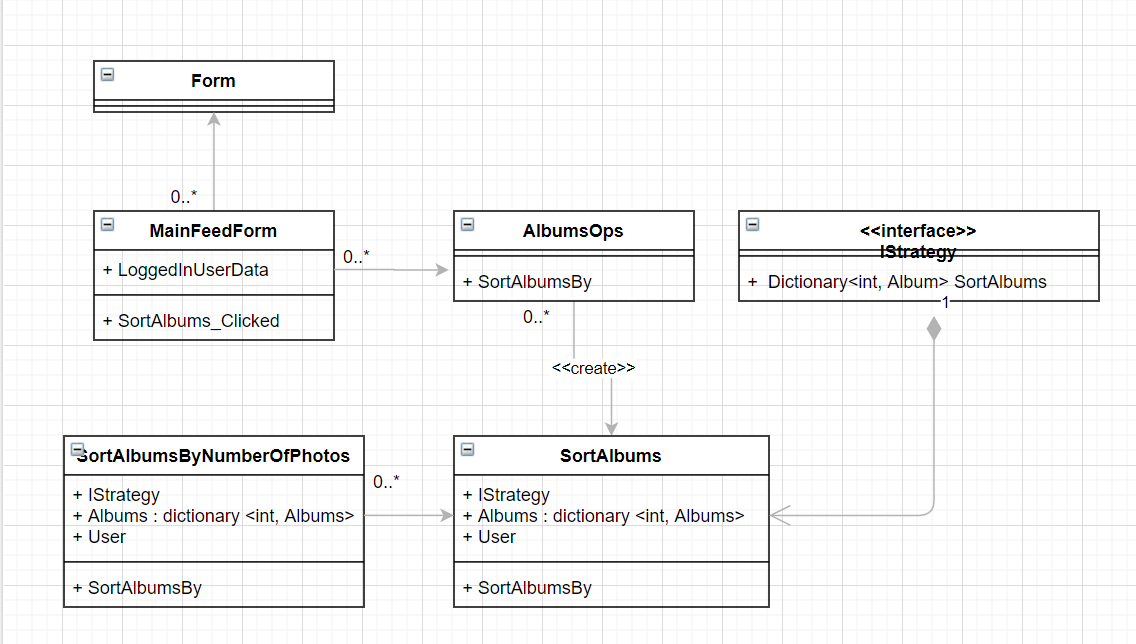 Form
0..*
MainFeedForm
+ LoggedInUserData
+ SortAlbums_Clicked
0..*
AlbumsOps
+ SortAlbumsBy
0..*
<<create>>
<<interface>>
IStrategy
+ Dictionary<int, Album> SortAlbums
1
SortAlbumsByNumberOfPhotos
+ IStrategy
+ Albums : dictionary <int, Albums>
+ User
+ SortAlbumsBy
0..*
SortAlbums
+ IStrategy
+ Albums : dictionary <int, Albums>
+ User
+ SortAlbumsBy